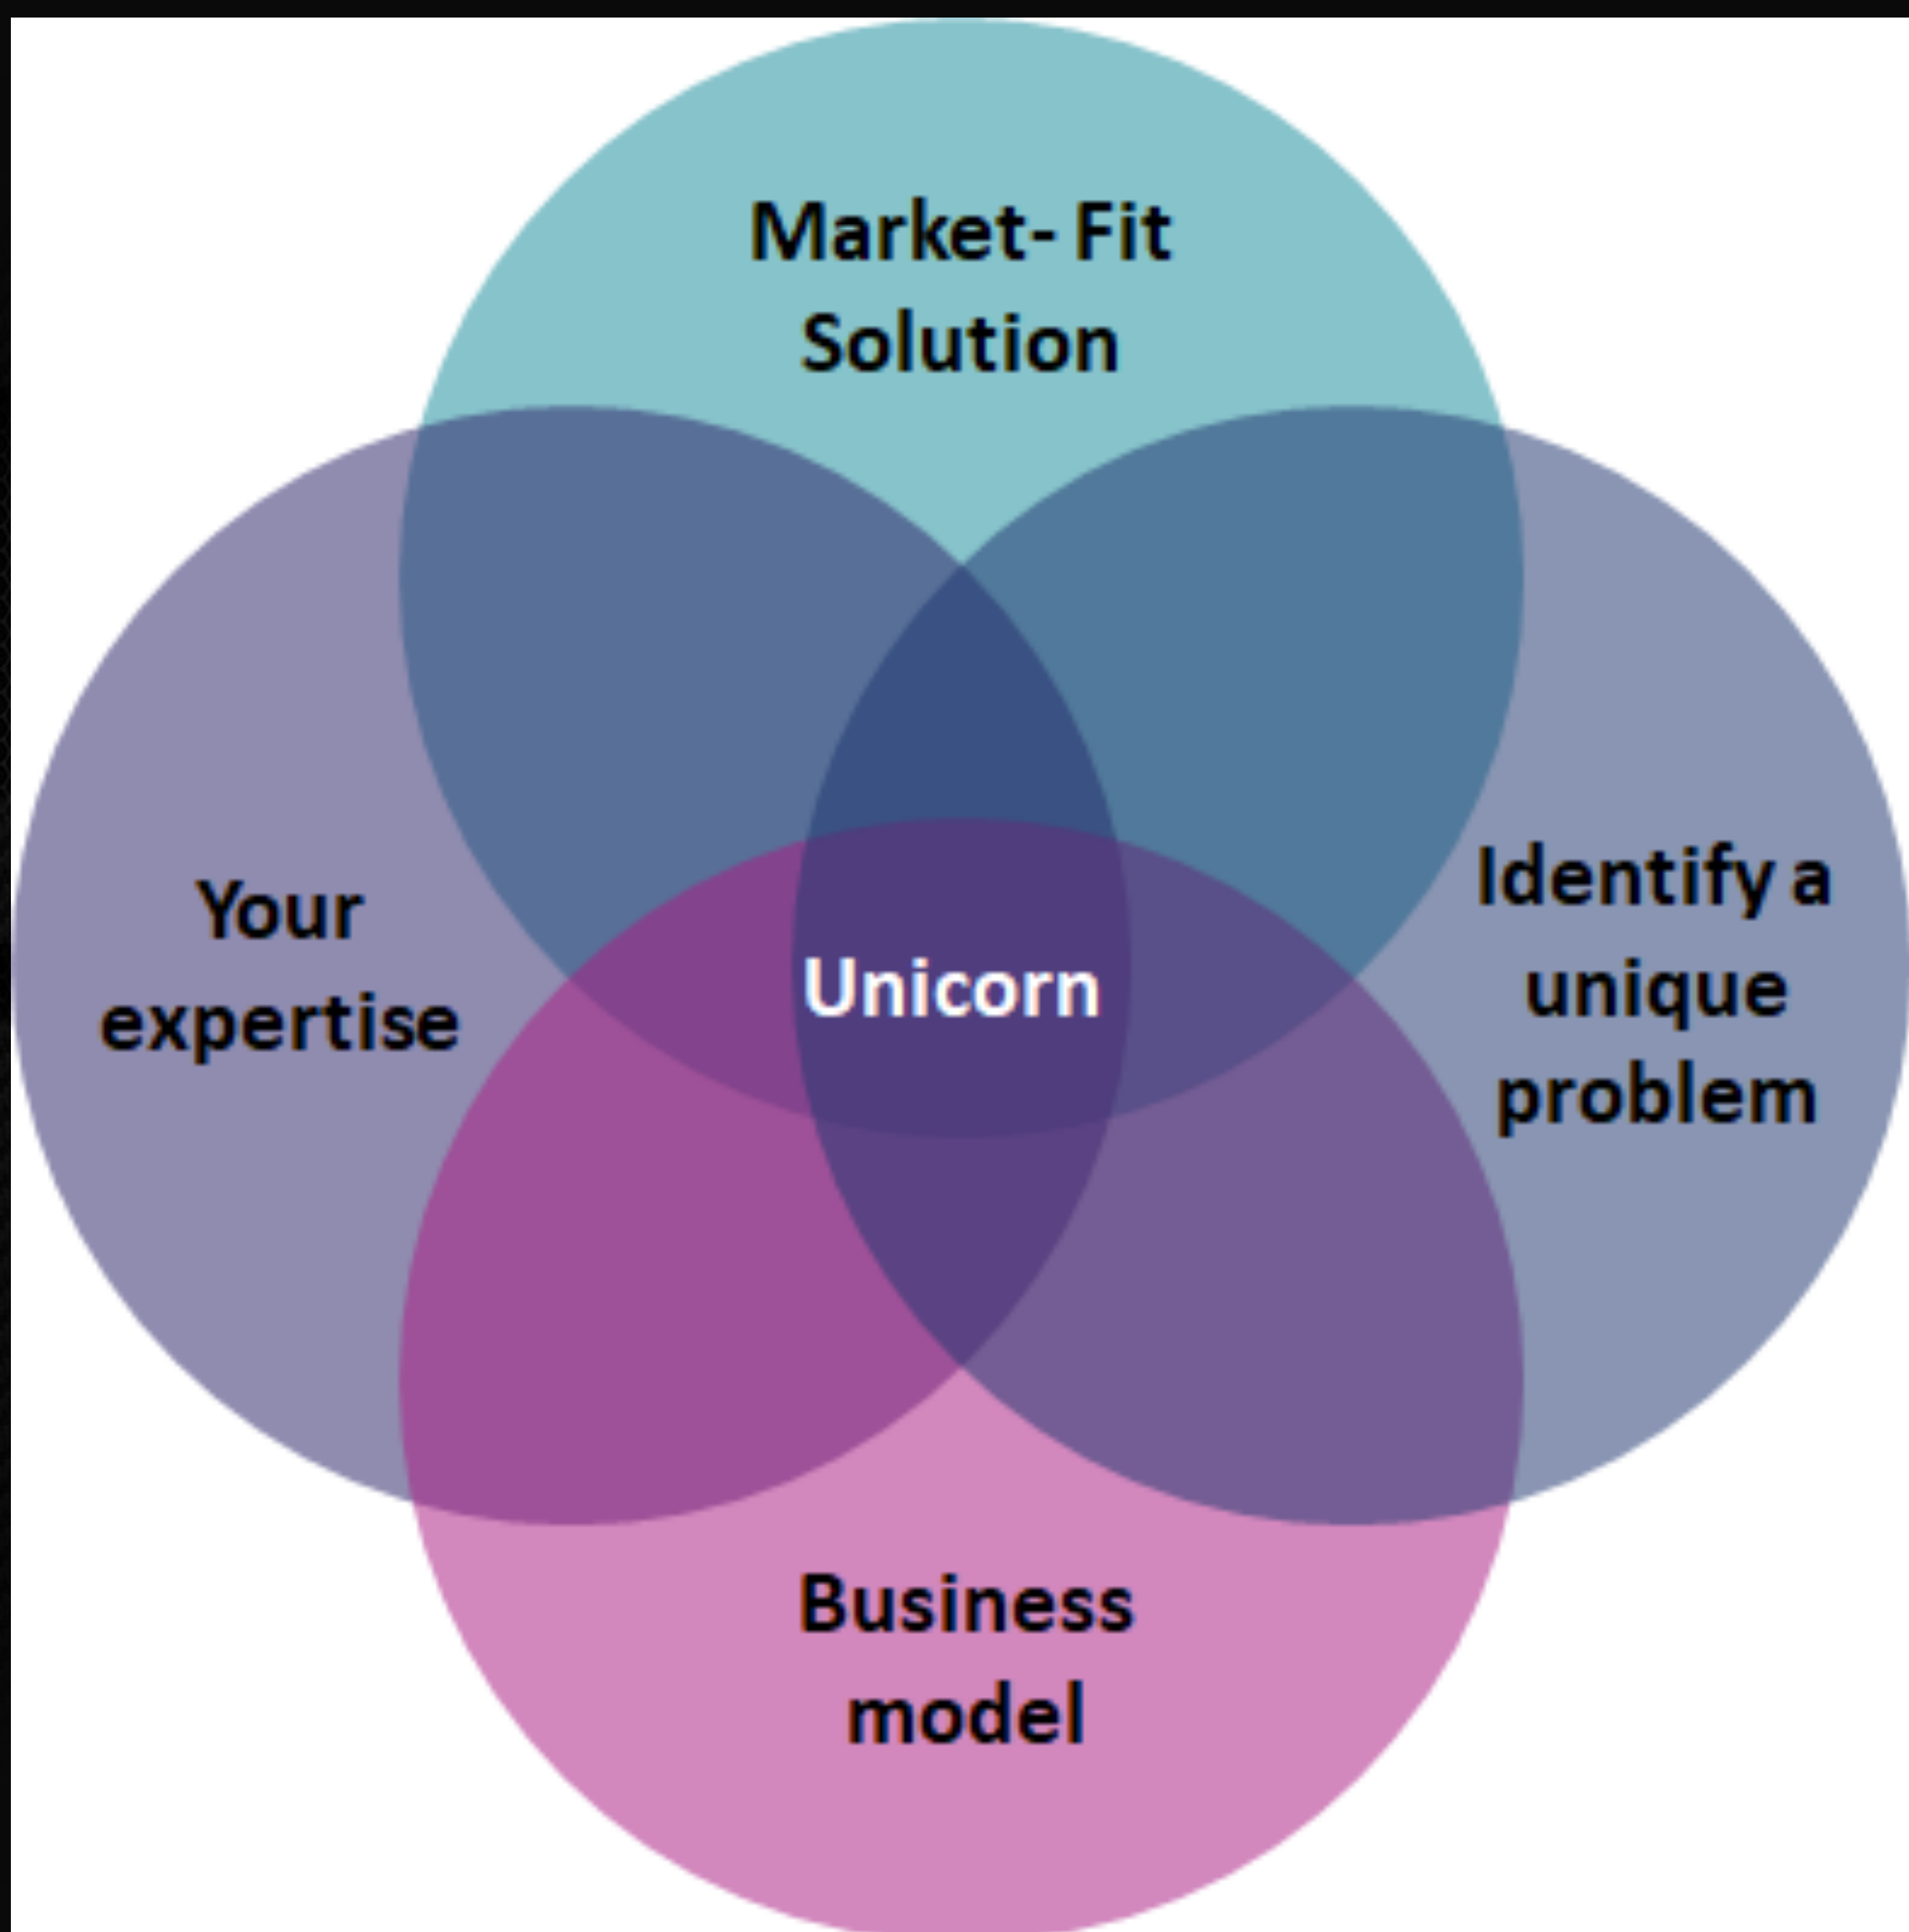 Market- Fit
Solution
Your
expertise
Unicorn
Identify a
unique
problem
Business
model